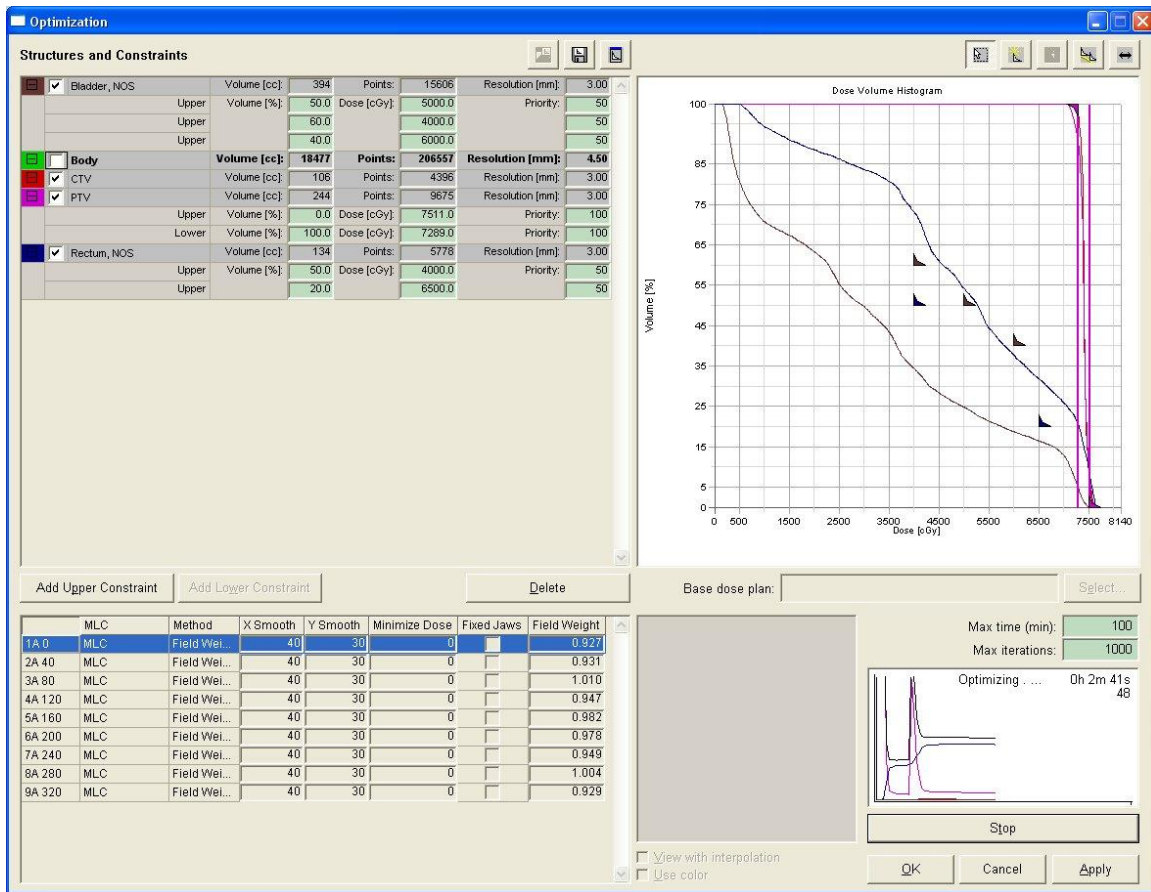 Optimization
Structures and Constraints
Bladder, NOS Volume [cc]: 394 Points: 15606 Resolution [mm]: 3.00
Upper Volume [%]: 50.0 Dose [cGy]: 5000.0 Priority: 50
Upper 60.0 4000.0 50
Upper 40.0 6000.0 50
Body Volume [cc]: 18477 Points: 206557 Resolution [mm]: 4.50
CTV Volume [cc]: 106 Points: 4396 Resolution [mm]: 3.00
PTV Volume [cc]: 244 Points: 9675 Resolution [mm]: 3.00
Upper Volume [%]: 0.0 Dose [cGy]: 7511.0 Priority: 100
Lower Volume [%]: 100.0 Dose [cGy]: 7289.0 Priority: 100
Rectum, NOS Volume [cc]: 134 Points: 5778 Resolution [mm]: 3.00
Upper Volume [%]: 50.0 Dose [cGy]: 4000.0 Priority: 50
Upper 20.0 6500.0 50
Dose Volume Histogram
100
85
75
65
55
45
35
25
15
5
0
Volume [%]
0 500 1500 2500 3500 4500 5500 6500 7500 8140
Dose [cGy]
Add Upper Constraint Add Lower Constraint Delete
Base dose plan: Select...
MLC Method X Smooth Y Smooth Minimize Dose Fixed Jaws Field Weight
1A 0 MLC Field Wei... 40 30 0 0.927
2A 40 MLC Field Wei... 40 30 0 0.931
3A 80 MLC Field Wei... 40 30 0 1.010
4A 120 MLC Field Wei... 40 30 0 0.947
5A 160 MLC Field Wei... 40 30 0 0.982
6A 200 MLC Field Wei... 40 30 0 0.978
7A 240 MLC Field Wei... 40 30 0 0.949
8A 280 MLC Field Wei... 40 30 0 1.004
9A 320 MLC Field Wei... 40 30 0 0.929
View with interpolation
Use color
Max time (min): 100
Max iterations: 1000
Optimizing . ... 0h 2m 41s
48
Stop
OK Cancel Apply